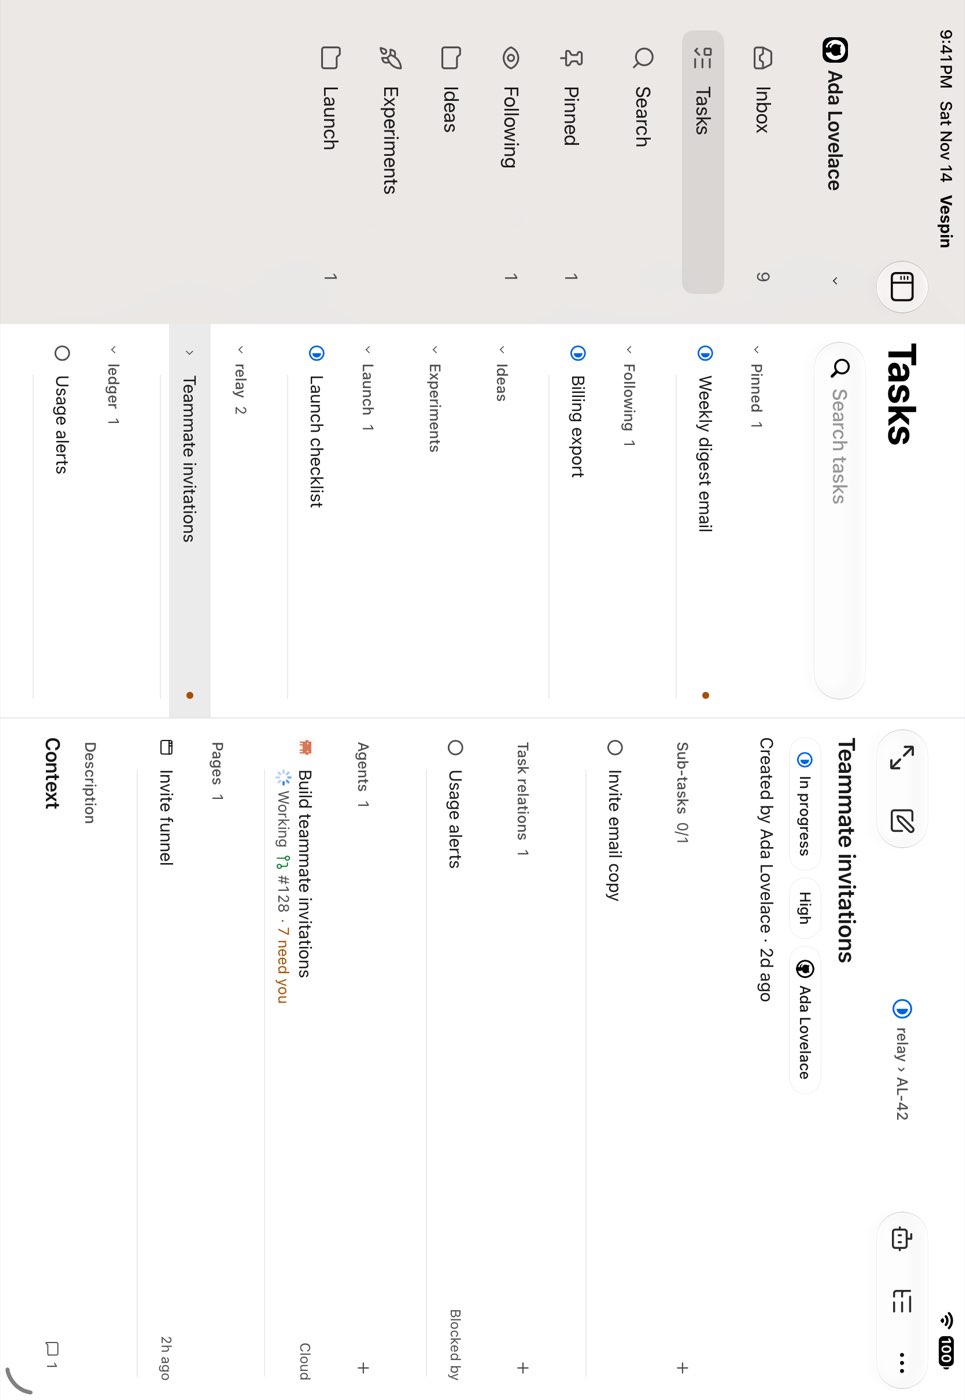 9:41 PM Sat Nov 14 Vespin
100
Ada Lovelace
Inbox 9
Tasks
Search
Pinned 1
Following 1
Ideas
Experiments
Launch 1
Tasks
Search tasks
Pinned 1
Weekly digest email
Following 1
Billing export
Ideas
Experiments
Launch 1
Launch checklist
relay 2
Teammate invitations
ledger 1
Usage alerts
relay › AL-42
Teammate invitations
In progress High Ada Lovelace
Created by Ada Lovelace · 2d ago
Sub-tasks 0/1
Invite email copy
Task relations 1
Usage alerts Blocked by
Agents 1
Build teammate invitations Cloud
Working #128 · 7 need you
Pages 1
Invite funnel 2h ago
Description
Context 1